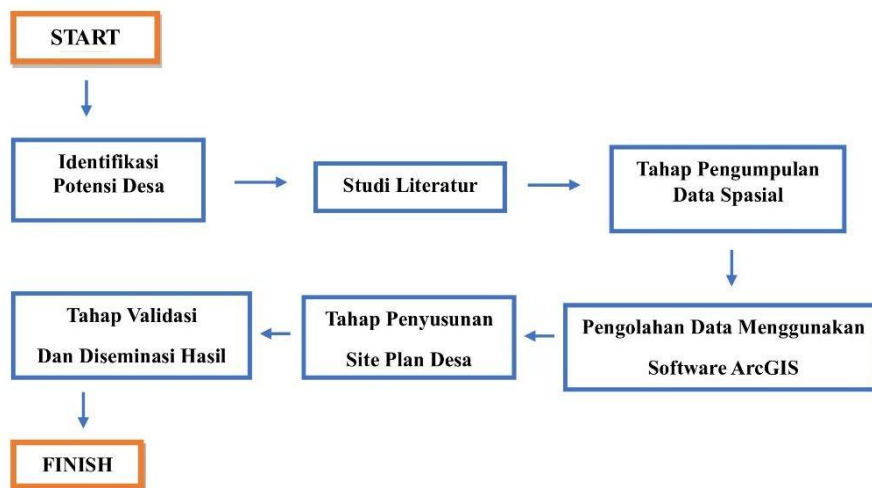 START
Identifikasi
Potensi Desa
Studi Literatur
Tahap Pengumpulan
Data Spasial
Pengolahan Data Menggunakan
Software ArcGIS
Tahap Penyusunan
Site Plan Desa
Tahap Validasi
Dan Diseminasi Hasil
FINISH